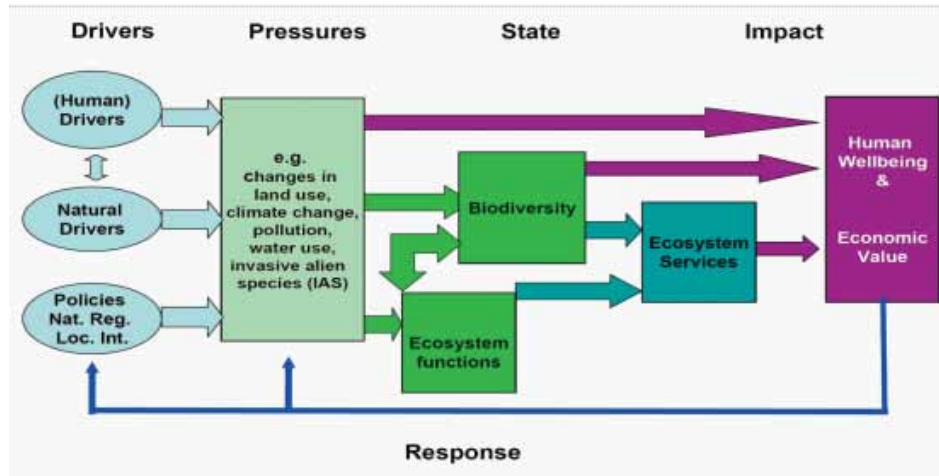 Drivers
Pressures
State
Impact
(Human)
Drivers
Natural
Drivers
Policies
Nat. Reg.
Loc. Int.
e.g.
changes in
land use,
climate change,
pollution,
water use,
invasive alien
species (IAS)
Biodiversity
Ecosystem
functions
Ecosystem
Services
Human
Wellbeing
&
Economic
Value
Response